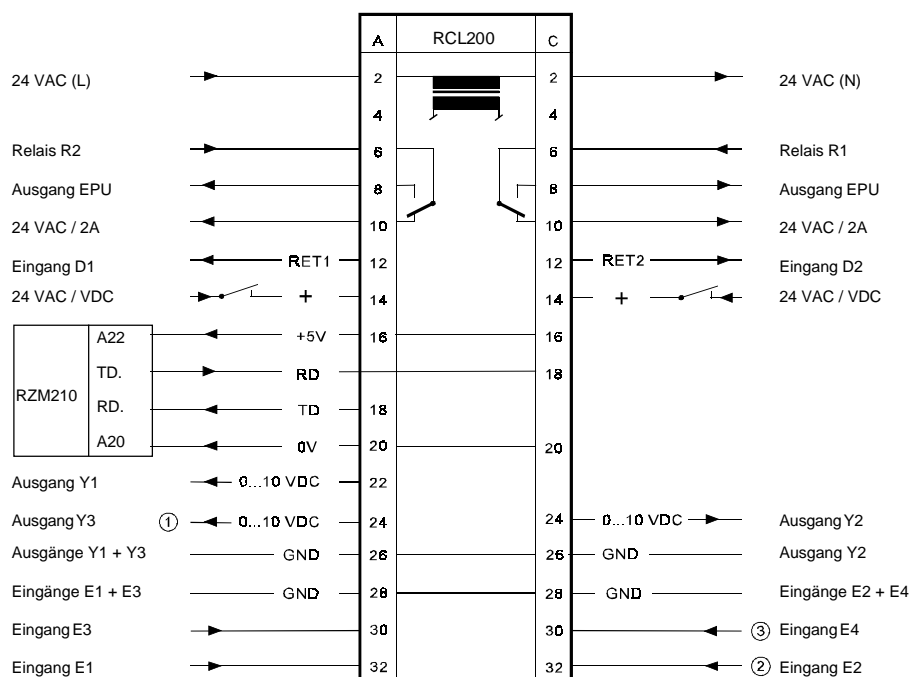 A RCL200 C
24 VAC (L) 2 2 24 VAC (N)
4 4
Relais R2 6 6 Relais R1
Ausgang EPU 8 8 Ausgang EPU
24 VAC / 2A 10 10 24 VAC / 2A
Eingang D1 RET1 12 12 RET2 Eingang D2
24 VAC / VDC + 14 14 + 24 VAC / VDC
A22 +5V 16 16
TD. RD 18
RZM210
RD. TD 18
A20 0V 20 20
Ausgang Y1 0...10 VDC 22
Ausgang Y3 1 0...10 VDC 24 24 0...10 VDC Ausgang Y2
Ausgänge Y1 + Y3 GND 26 26 GND Ausgang Y2
Eingänge E1 + E3 GND 28 28 GND Eingänge E2 + E4
Eingang E3 30 30 3 Eingang E4
Eingang E1 32 32 2 Eingang E2